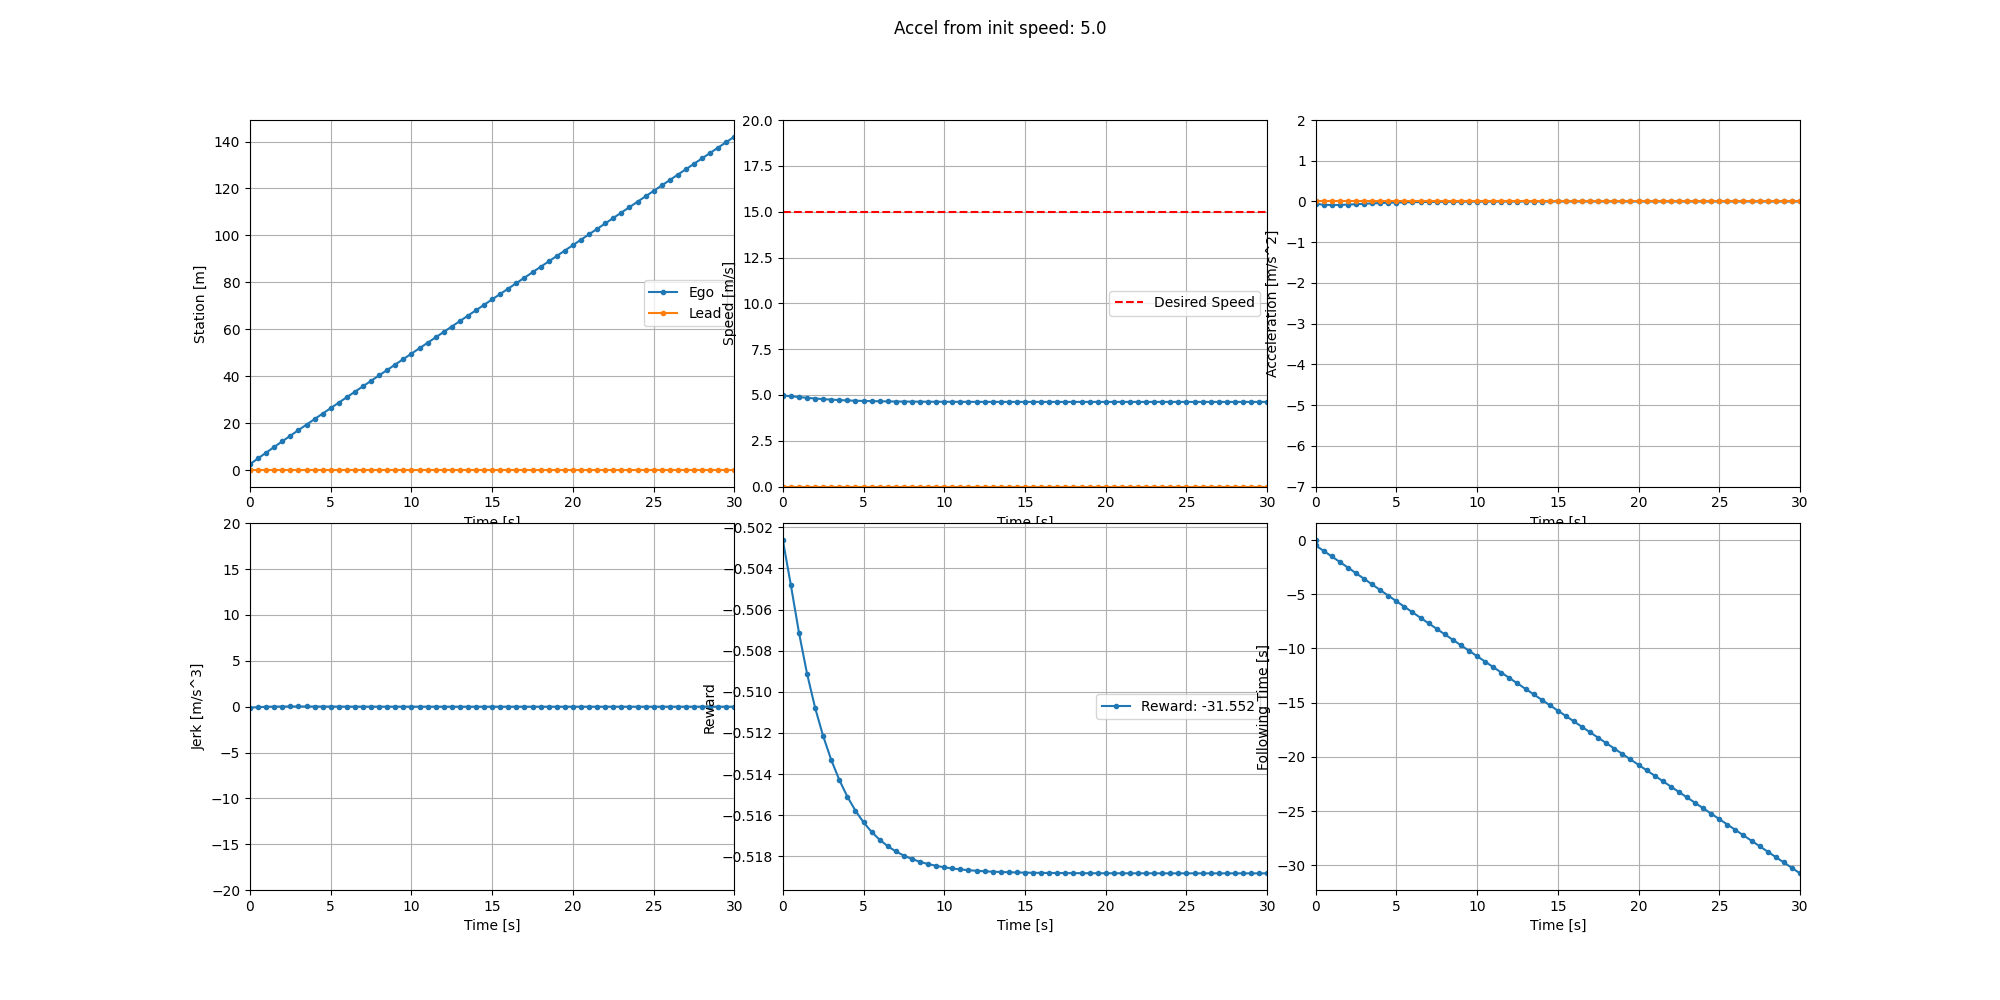 Accel from init speed: 5.0
140
120
100
80
60
40
20
0
Station [m]
Ego
Lead
0 5 10 15 20 25 30
Time [s]
20.0
17.5
15.0
12.5
10.0
7.5
5.0
2.5
0.0
Speed [m/s]
Desired Speed
0 5 10 15 20 25 30
Time [s]
2
1
0
−1
−2
−3
−4
−5
−6
−7
Acceleration [m/s^2]
0 5 10 15 20 25 30
Time [s]
20
15
10
5
0
−5
−10
−15
−20
Jerk [m/s^3]
0 5 10 15 20 25 30
Time [s]
−0.502
−0.504
−0.506
−0.508
−0.510
−0.512
−0.514
−0.516
−0.518
Reward
Reward: -31.552
0 5 10 15 20 25 30
Time [s]
0
−5
−10
−15
−20
−25
−30
Following Time [s]
0 5 10 15 20 25 30
Time [s]